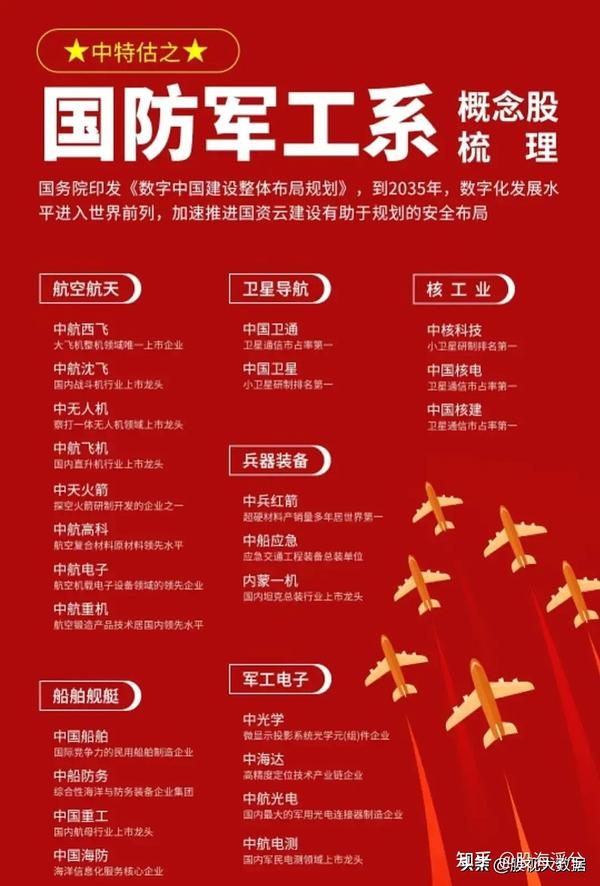 ★中特估之★
国防军工系
概念股
梳理
国务院印发《数字中国建设整体布局规划》，到2035年，数字化发展水
平进入世界前列，加速推进国资云建设有助于规划的安全布局
航空航天
中航西飞
大飞机整机领域唯一上市企业
中航沈飞
国内战斗机行业上市龙头
中无人机
察打一体无人机领域上市龙头
中航飞机
国内直升机行业上市龙头
中天火箭
探空火箭研制开发的企业之一
中航高科
航空复合材料原材料领先水平
中航电子
航空机载电子设备领域的领先企业
中航重机
航空锻造产品技术居国内领先水平
船舶舰艇
中国船舶
国际竞争力的民用船舶制造企业
中船防务
综合性海洋与防务装备企业集团
中国重工
国内航母行业上市龙头
中国海防
海洋信息化服务核心企业
卫星导航
中国卫通
卫星通信市占率第一
中国卫星
小卫星研制排名第一
兵器装备
中兵红箭
超硬材料产销量多年居世界第一
中船应急
应急交通工程装备总装单位
内蒙一机
国内坦克总装行业上市龙头
军工电子
中光学
微显示投影系统光学元(组)件企业
中海达
高精度定位技术产业链企业
中航光电
国内最大的军用光电连接器制造企业
中航电测
国内军民电测领域上市龙头
核工业
中核科技
小卫星研制排名第一
中国核电
卫星通信市占率第一
中国核建
卫星通信市占率第一
知乎 @股海浮兮
头条 @股视大数据